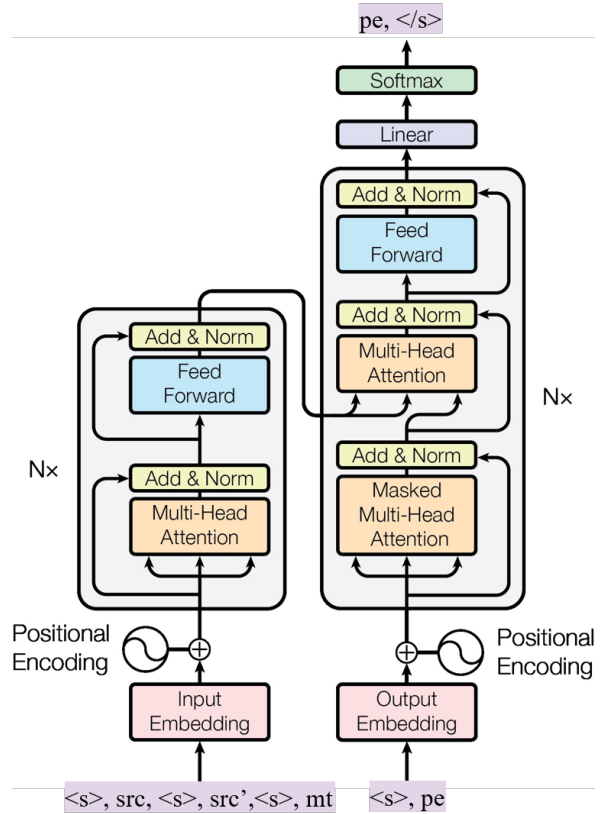 pe, </s>
Softmax
Linear
Add & Norm
Feed
Forward
Add & Norm
Multi-Head
Attention
Nx
Add & Norm
Masked
Multi-Head
Attention
Add & Norm
Feed
Forward
Nx
Add & Norm
Multi-Head
Attention
Positional
Encoding
Positional
Encoding
Input
Embedding
Output
Embedding
<s>, src, <s>, src’,<s>, mt
<s>, pe